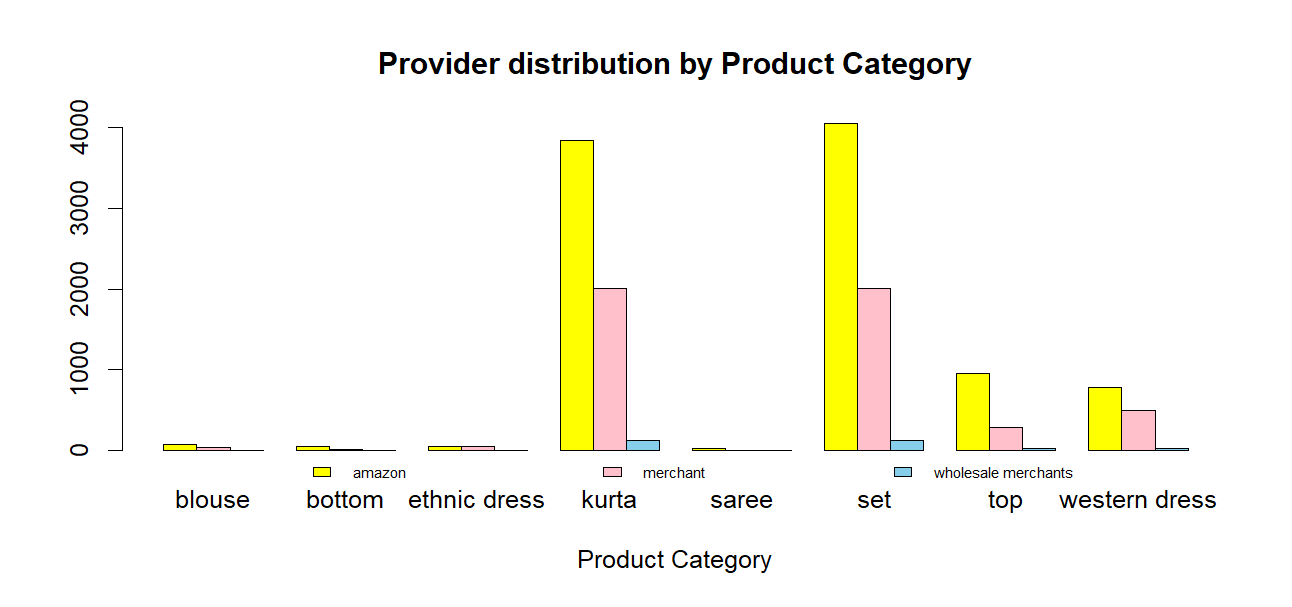 Provider distribution by Product Category
4000
3000
2000
1000
0
amazon merchant wholesale merchants
blouse bottom ethnic dress kurta saree set top western dress
Product Category